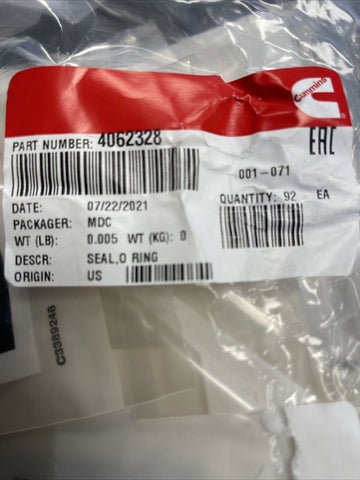 Cummins
PART NUMBER: 4062328
EAC
001-071
DATE: 07/22/2021
QUANTITY: 92 EA
PACKAGER: MDC
WT (LB): 0.005 WT (KG): 0
DESCR: SEAL,O RING
ORIGIN: US
C3389248